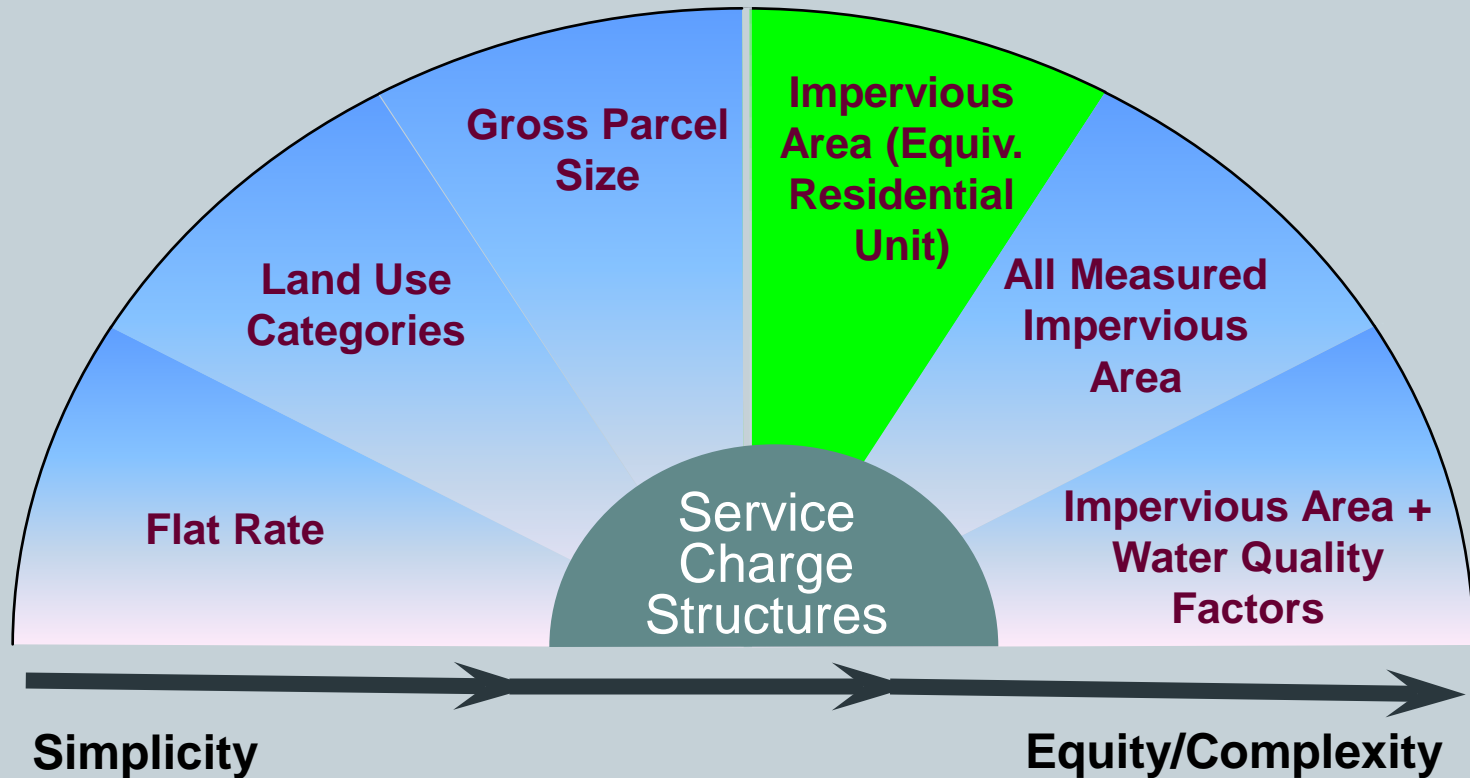 Flat Rate
Land Use
Categories
Gross Parcel
Size
Impervious
Area (Equiv.
Residential
Unit)
All Measured
Impervious
Area
Impervious Area +
Water Quality
Factors
Service
Charge
Structures
Simplicity
Equity/Complexity